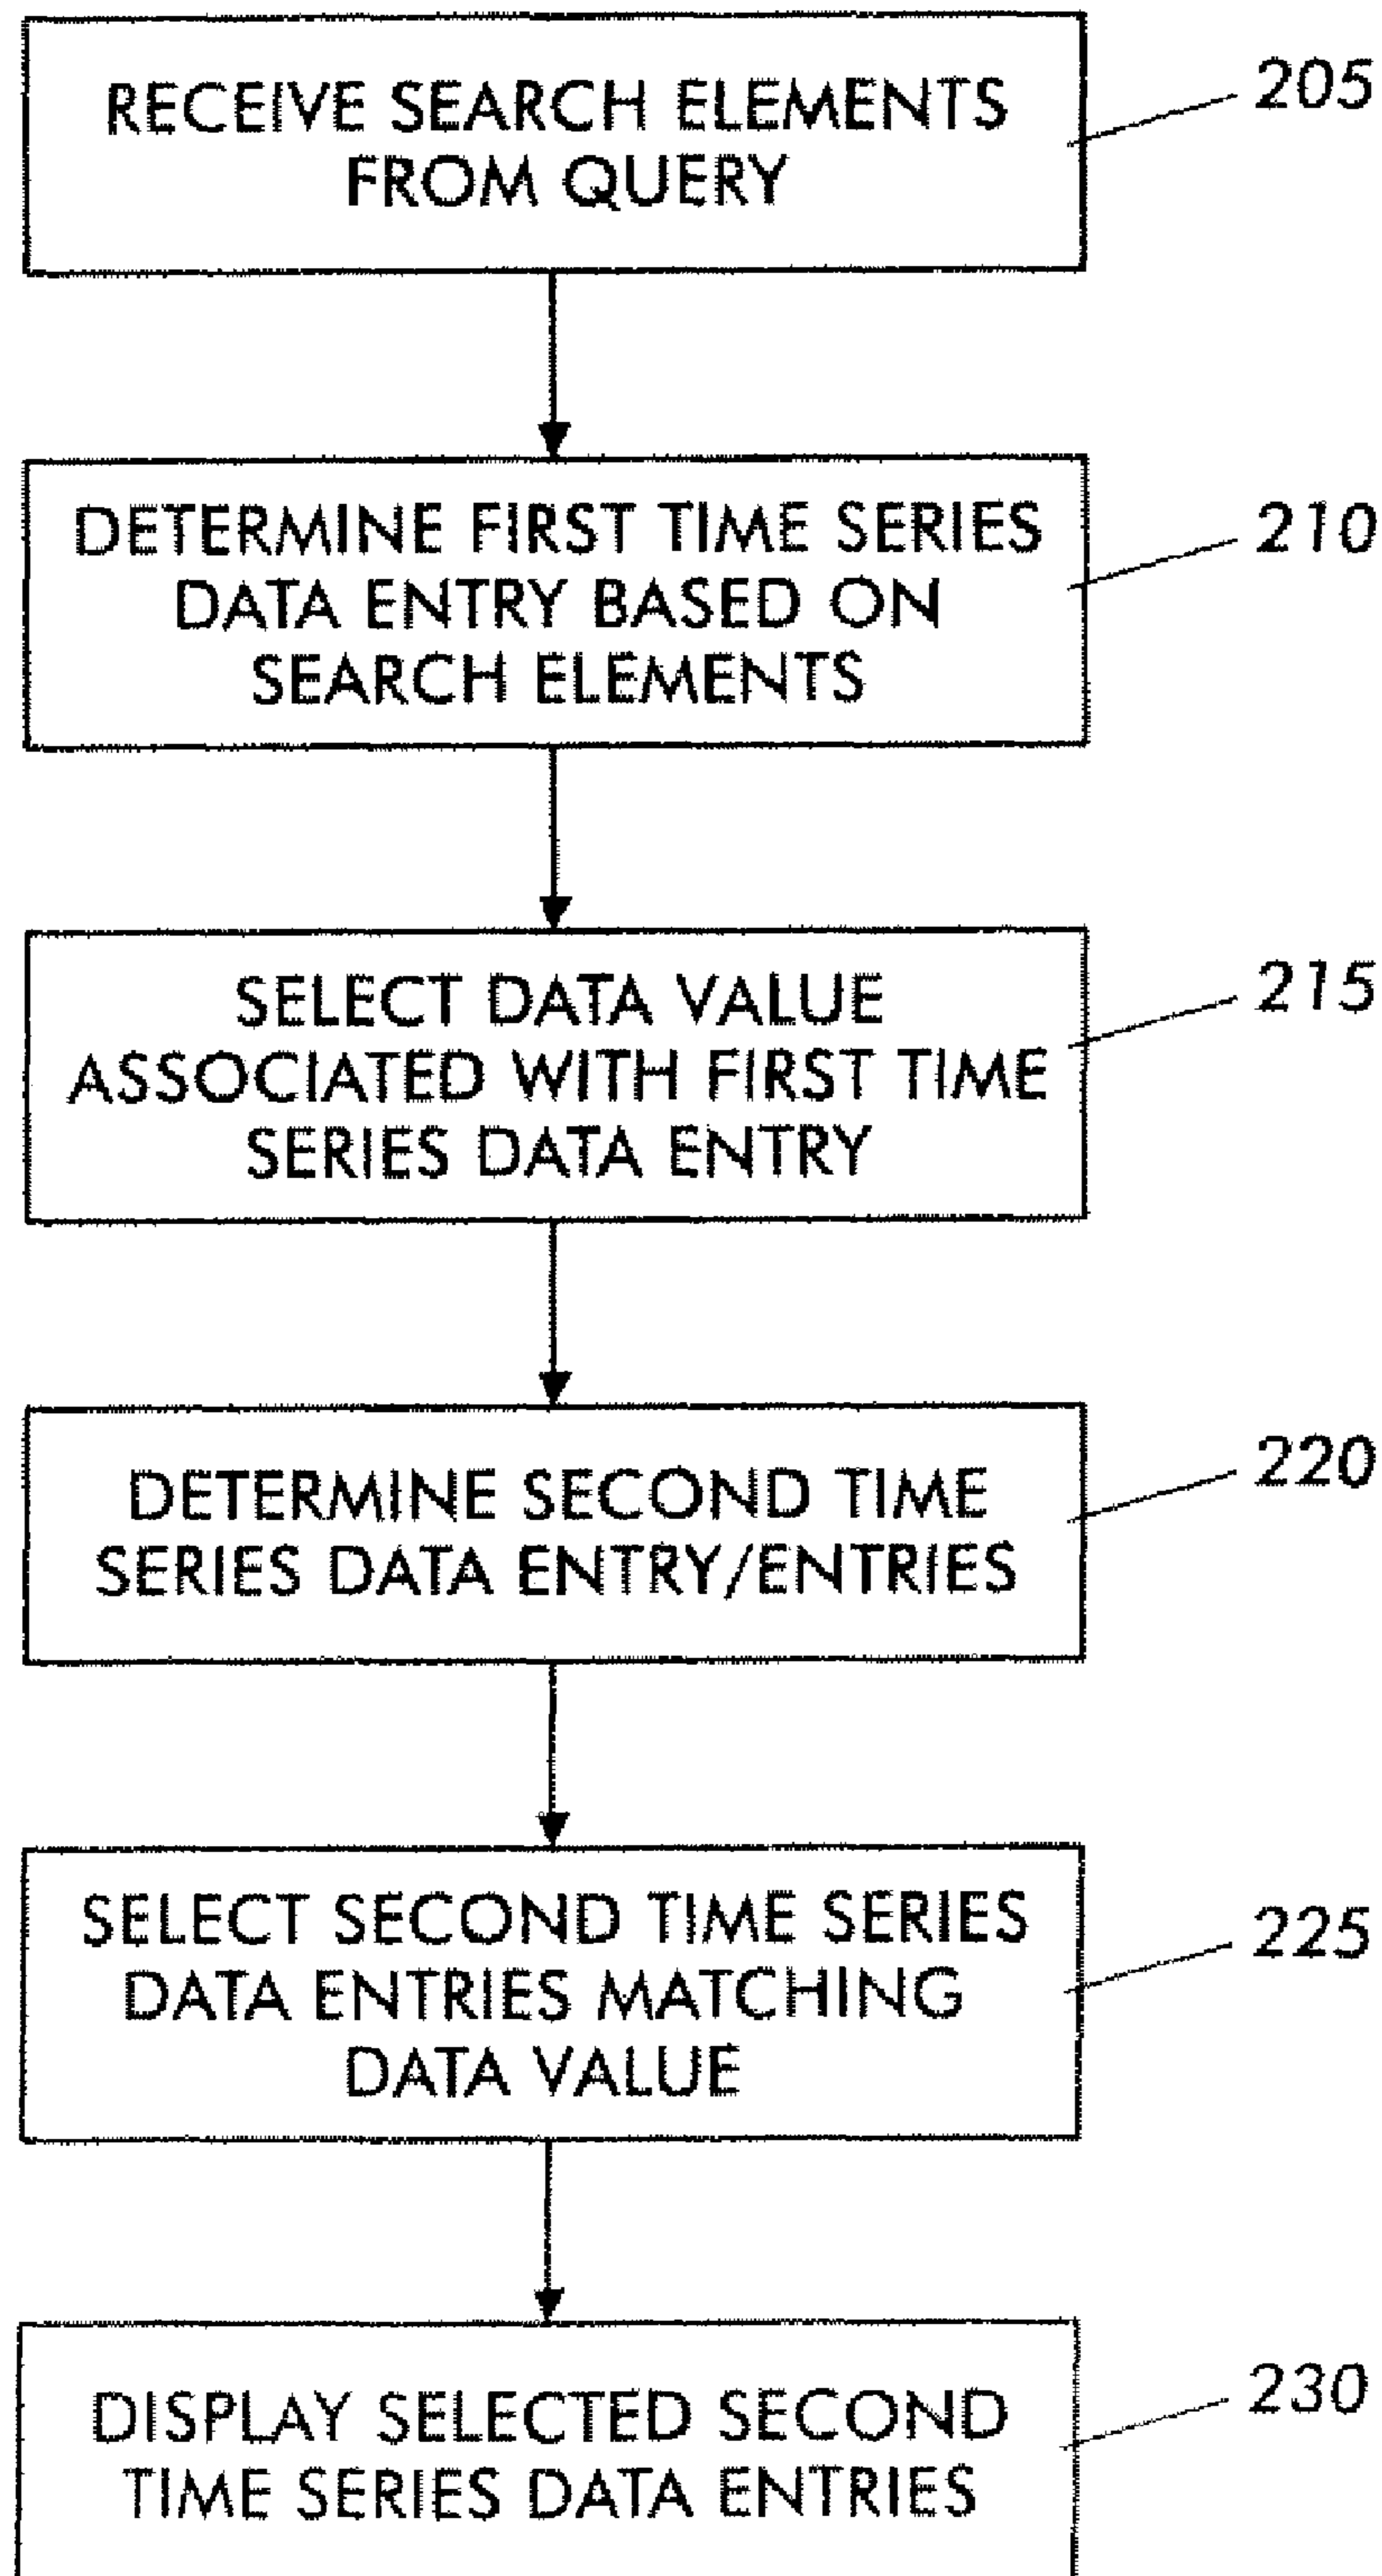 RECEIVE SEARCH ELEMENTS
FROM QUERY
205
DETERMINE FIRST TIME SERIES
DATA ENTRY BASED ON
SEARCH ELEMENTS
210
SELECT DATA VALUE
ASSOCIATED WITH FIRST TIME
SERIES DATA ENTRY
215
DETERMINE SECOND TIME
SERIES DATA ENTRY/ENTRIES
220
SELECT SECOND TIME SERIES
DATA ENTRIES MATCHING
DATA VALUE
225
DISPLAY SELECTED SECOND
TIME SERIES DATA ENTRIES
230